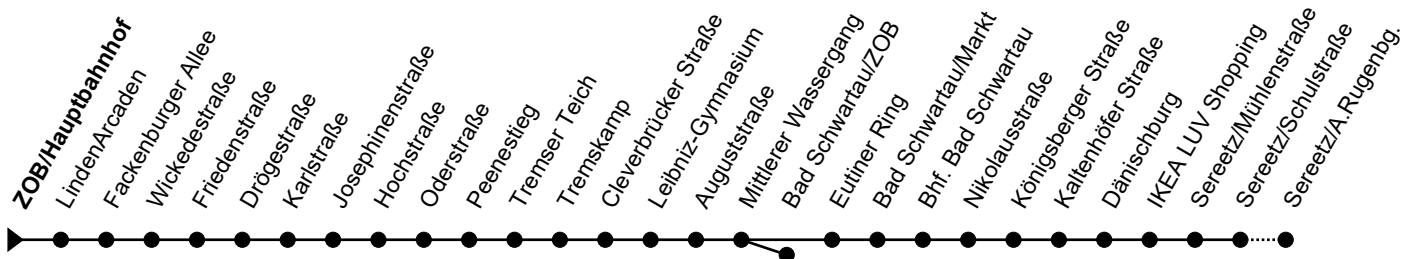 ZOB/Hauptbahnhof
LindenArcaden
Fackenburger Allee
Wickedestraße
Friedenstraße
Drögestraße
Karlstraße
Josephinenstraße
Hochstraße
Oderstraße
Peenestieg
Tremser Teich
Tremskamp
Cleverbrücker Straße
Leibniz-Gymnasium
Auguststraße
Mittlerer Wassergang
Bad Schwartau/ZOB
Eutiner Ring
Bad Schwartau/Markt
Bhf. Bad Schwartau
Nikolausstraße
Königsberger Straße
Kaltenhöfer Straße
Dänischburg
IKEA LUV Shopping
Sereetz/Mühlenstraße
Sereetz/Schulstraße
Sereetz/A.Rugenbg.